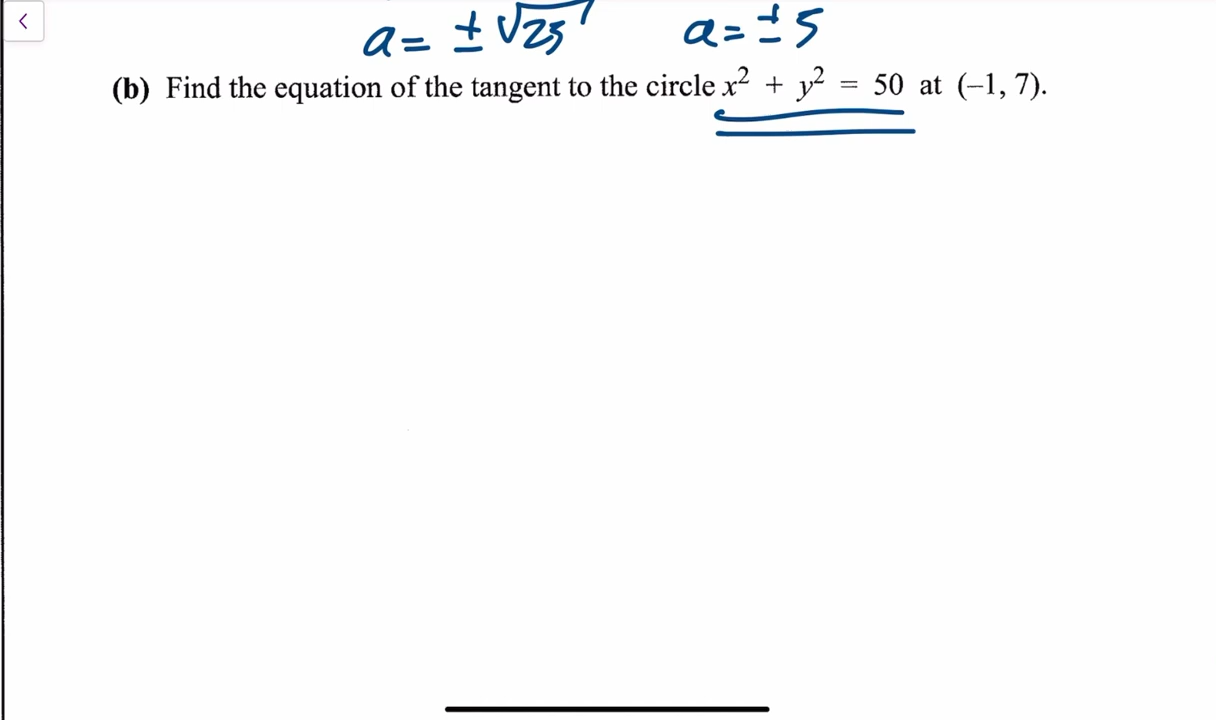 a = ± √25 a = ± 5
(b) Find the equation of the tangent to the circle x² + y² = 50 at (–1, 7).